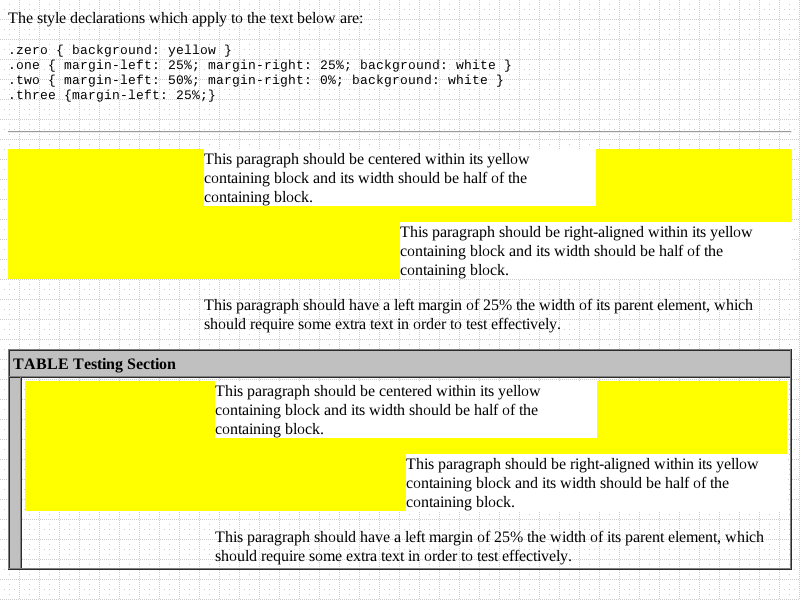 The style declarations which apply to the text below are:
.zero { background: yellow }
.one { margin-left: 25%; margin-right: 25%; background: white }
.two { margin-left: 50%; margin-right: 0%; background: white }
.three {margin-left: 25%;}
This paragraph should be centered within its yellow
containing block and its width should be half of the
containing block.
This paragraph should be right-aligned within its yellow
containing block and its width should be half of the
containing block.
This paragraph should have a left margin of 25% the width of its parent element, which
should require some extra text in order to test effectively.
TABLE Testing Section
This paragraph should be centered within its yellow
containing block and its width should be half of the
containing block.
This paragraph should be right-aligned within its yellow
containing block and its width should be half of the
containing block.
This paragraph should have a left margin of 25% the width of its parent element, which
should require some extra text in order to test effectively.